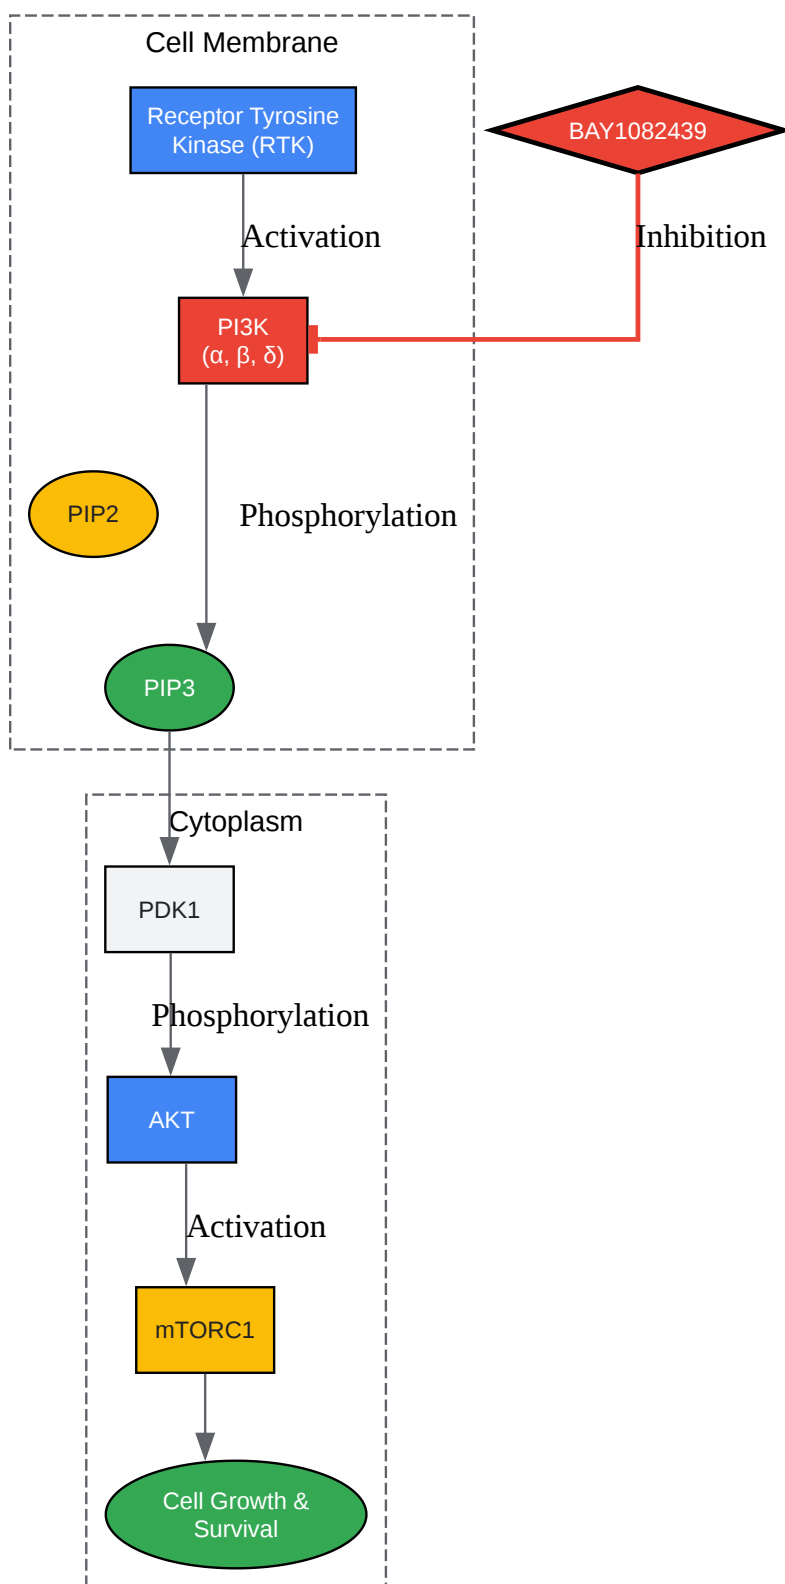 Cell Membrane
Receptor Tyrosine
Kinase (RTK)
BAY1082439
Activation
Inhibition
PI3K
(α, β, δ)
PIP2
Phosphorylation
PIP3
Cytoplasm
PDK1
Phosphorylation
AKT
Activation
mTORC1
Cell Growth &
Survival